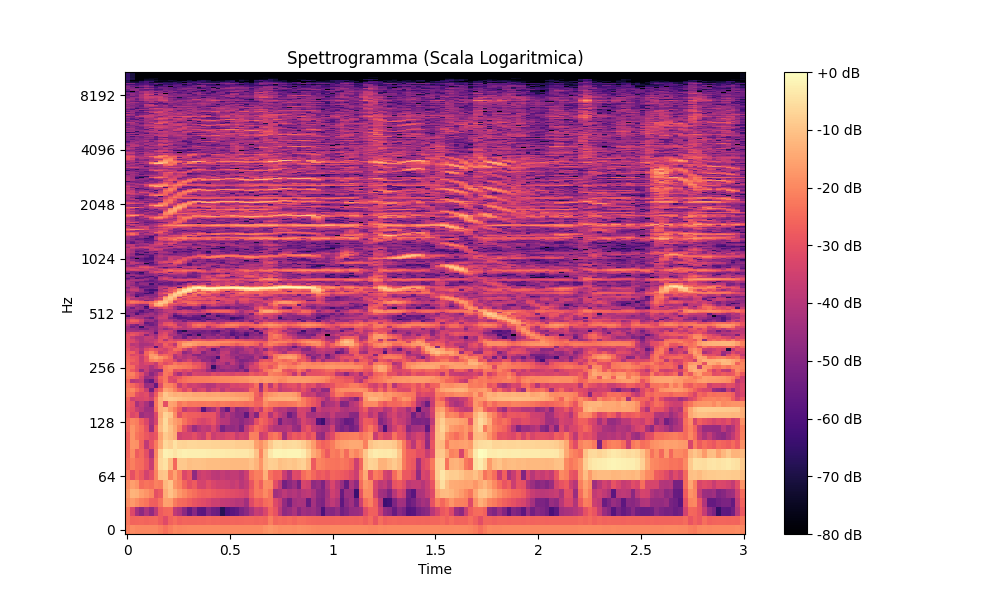 Spettrogramma (Scala Logaritmica)
8192
4096
2048
1024
512
256
128
64
0
Hz
0
0.5
1
1.5
2
2.5
3
Time
+0 dB
-10 dB
-20 dB
-30 dB
-40 dB
-50 dB
-60 dB
-70 dB
-80 dB